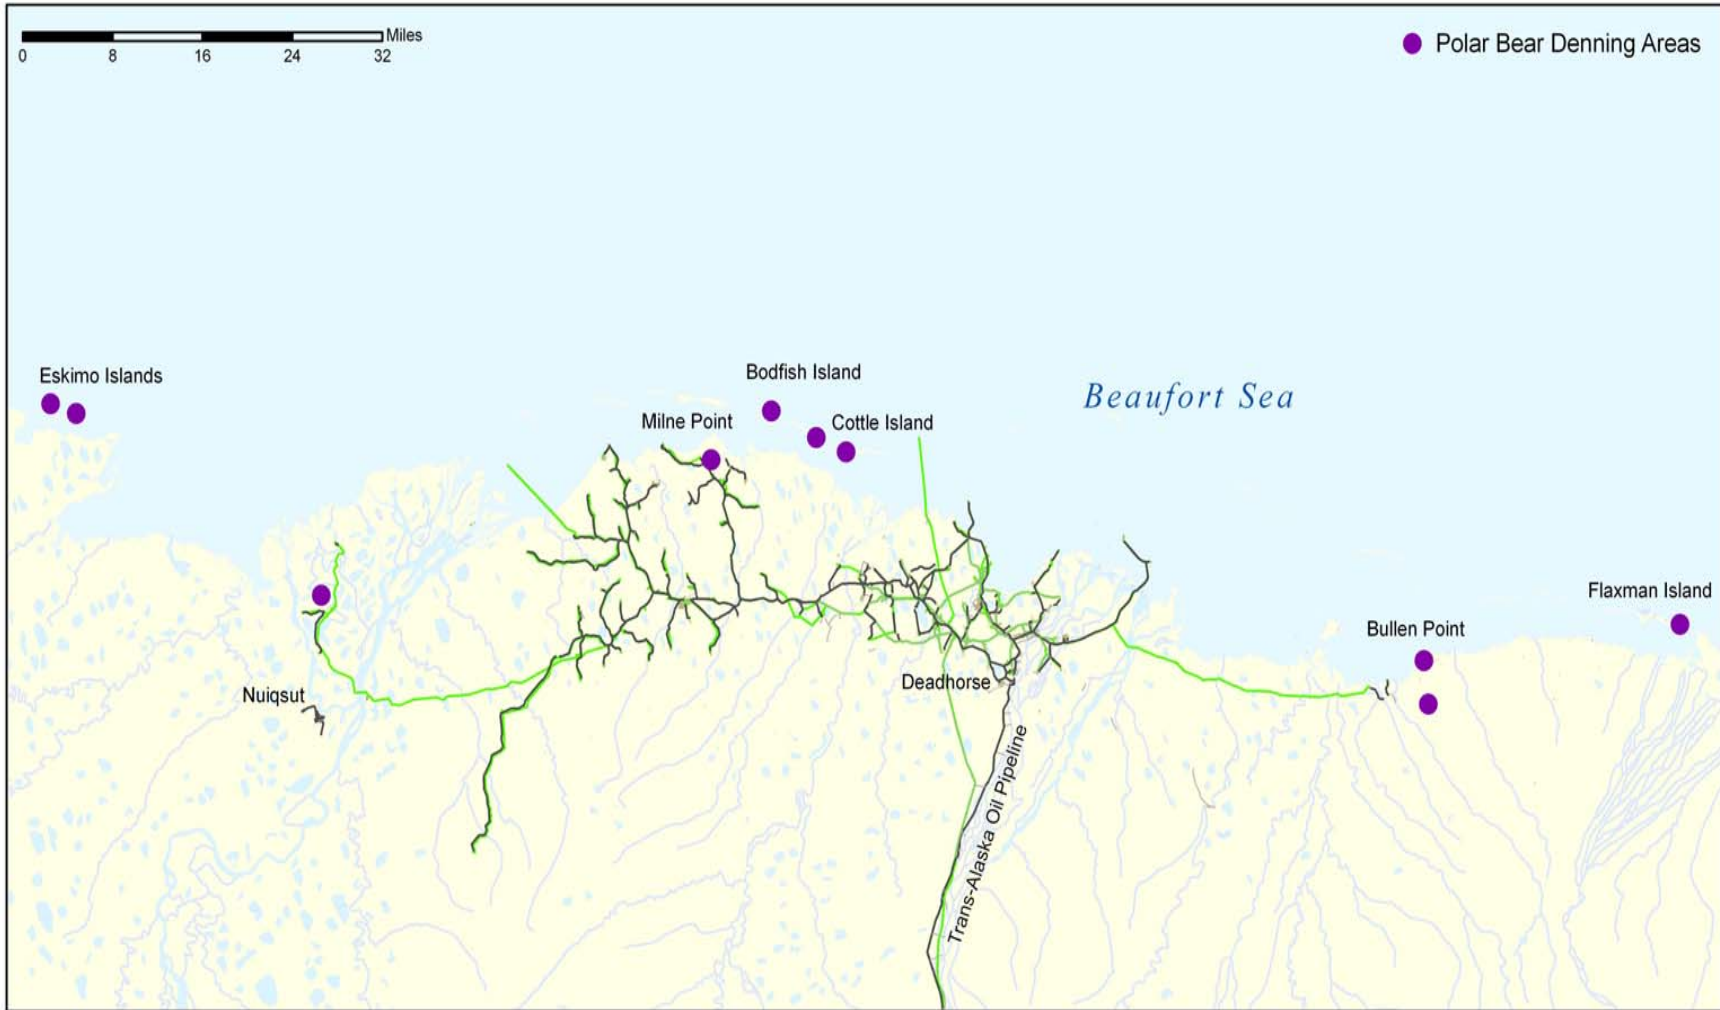 Miles
0 8 16 24 32
Polar Bear Denning Areas
Eskimo Islands
Bodfish Island
Beaufort Sea
Milne Point
Cottle Island
Flaxman Island
Bullen Point
Deadhorse
Nuiqsut
Trans-Alaska Oil Pipeline